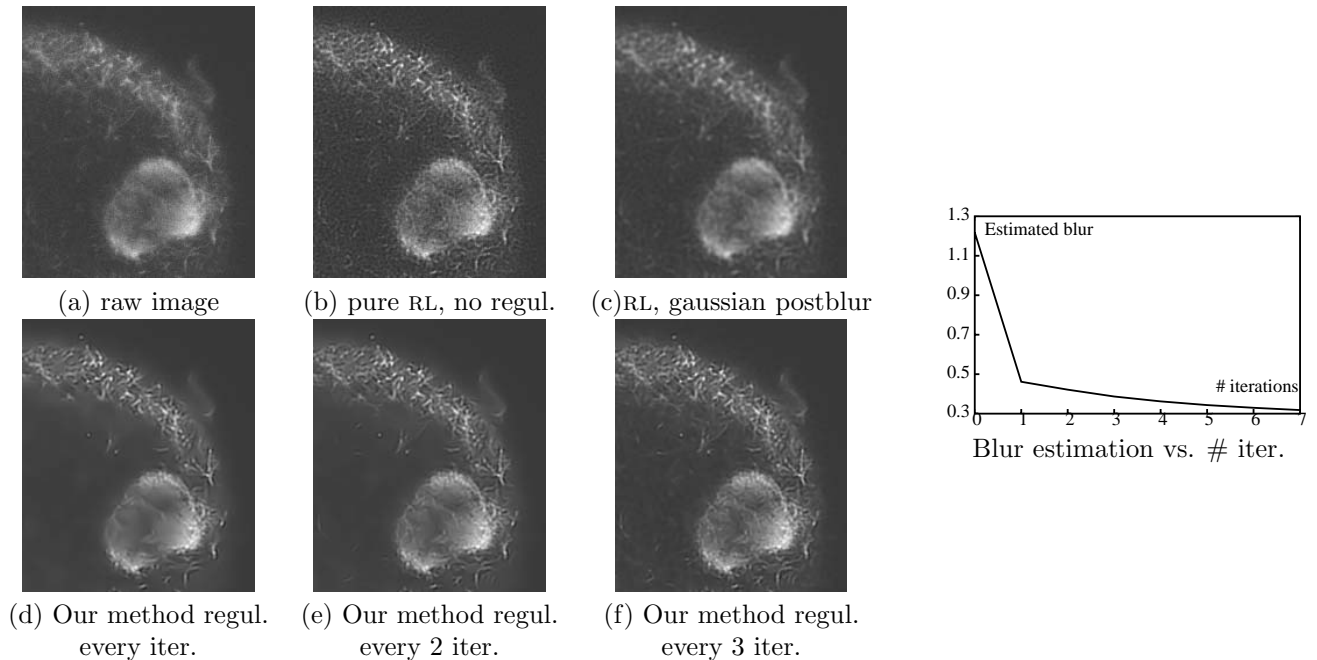 (a) raw image
(b) pure RL, no regul.
(c)RL, gaussian postblur
(d) Our method regul.
every iter.
(e) Our method regul.
every 2 iter.
(f) Our method regul.
every 3 iter.
1.3
Estimated blur
1.1
0.9
0.7
0.5
# iterations
0.3
0 1 2 3 4 5 6 7
Blur estimation vs. # iter.